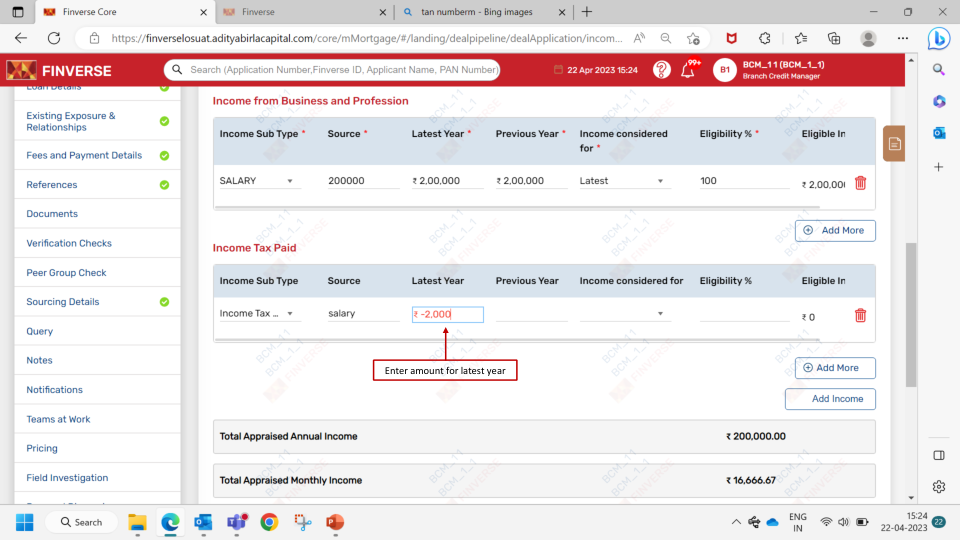 Finverse Core
Finverse
tan numberm - Bing images
https://finverselosuat.adityabirlacapital.com/core/mMortgage/#/landing/dealpipeline/dealApplication/incom...
FINVERSE
Search (Application Number,Finverse ID, Applicant Name, PAN Number)
22 Apr 2023 15:24
99+
B1
BCM_1 1 (BCM_1_1)
Branch Credit Manager
Loan Details
Existing Exposure &
Relationships
Fees and Payment Details
References
Documents
Verification Checks
Peer Group Check
Sourcing Details
Query
Notes
Notifications
Teams at Work
Pricing
Field Investigation
Income from Business and Profession
Income Sub Type * Source * Latest Year * Previous Year * Income considered for * Eligibility % * Eligible In
SALARY 200000 ₹ 2,00,000 ₹ 2,00,000 Latest 100 ₹ 2,00,00
Add More
Income Tax Paid
Income Sub Type Source Latest Year Previous Year Income considered for Eligibility % Eligible In
Income Tax ... salary ₹ -2,000 ₹ 0
Enter amount for latest year
Add More
Add Income
Total Appraised Annual Income ₹ 200,000.00
Total Appraised Monthly Income ₹ 16,666.67
BCM_1 1
BCM_1_1
FINVERSE
Search
ENG
IN
15:24
22-04-2023
22